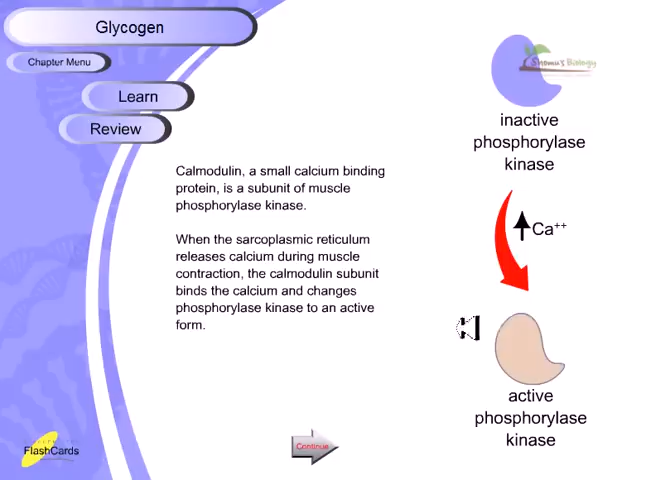 Glycogen
Chapter Menu
Learn
Review
Shomu's Biology
inactive
phosphorylase
kinase
Calmodulin, a small calcium binding
protein, is a subunit of muscle
phosphorylase kinase.
When the sarcoplasmic reticulum
releases calcium during muscle
contraction, the calmodulin subunit
binds the calcium and changes
phosphorylase kinase to an active
form.
Ca++
active
phosphorylase
kinase
FlashCards
Continue